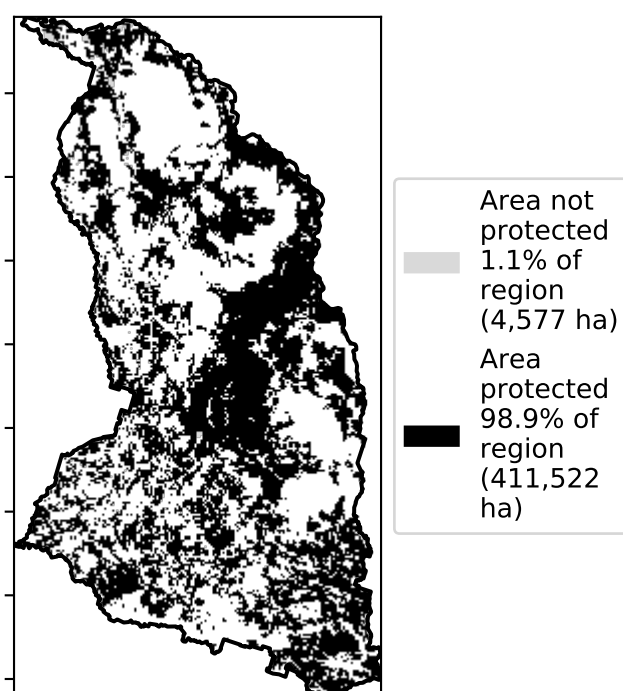 Area not
protected
1.1% of
region
(4,577 ha)
Area
protected
98.9% of
region
(411,522
ha)